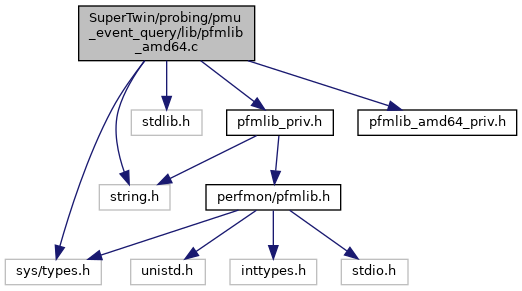 SuperTwin/probing/pmu
_event_query/lib/pfmlib
_amd64.c
stdlib.h
pfmlib_priv.h
pfmlib_amd64_priv.h
string.h
perfmon/pfmlib.h
sys/types.h
unistd.h
inttypes.h
stdio.h